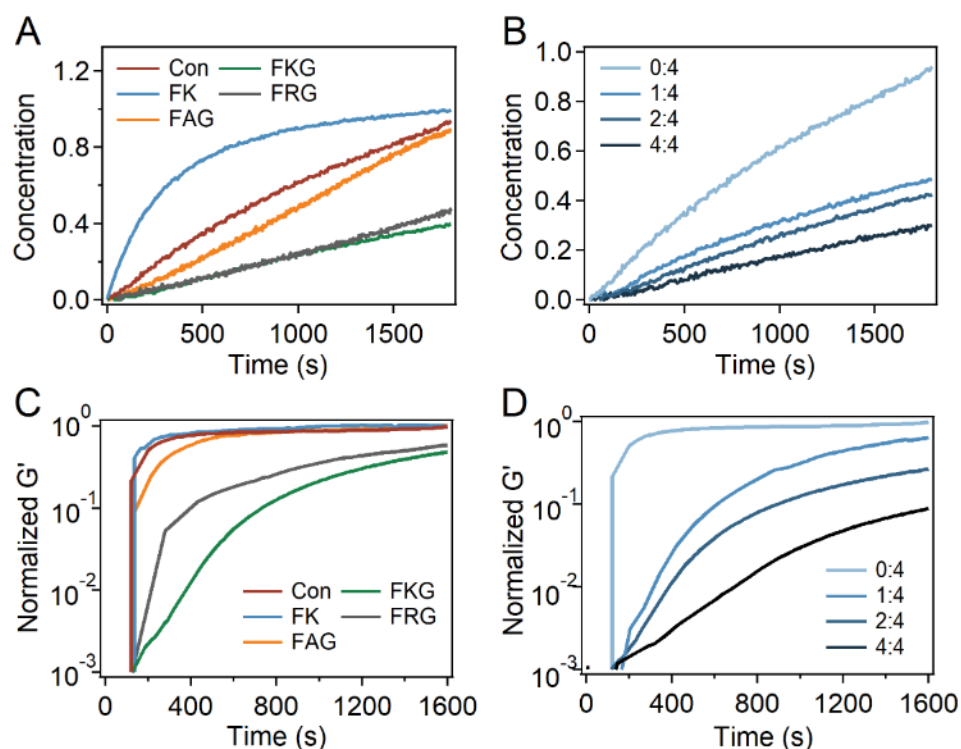 A
1.2
0.8
0.4
0.0
Concentration
Con
FK
FAG
FKG
FRG
0
500
1000
1500
Time (s)
B
1.0
0.8
0.6
0.4
0.2
0.0
Concentration
0:4
1:4
2:4
4:4
0
500
1000
1500
Time (s)
C
10⁰
10⁻¹
10⁻²
10⁻³
Normalized G'
Con
FK
FAG
FKG
FRG
0
400
800
1200
1600
Time (s)
D
10⁰
10⁻¹
10⁻²
10⁻³
Normalized G'
0:4
1:4
2:4
4:4
0
400
800
1200
1600
Time (s)